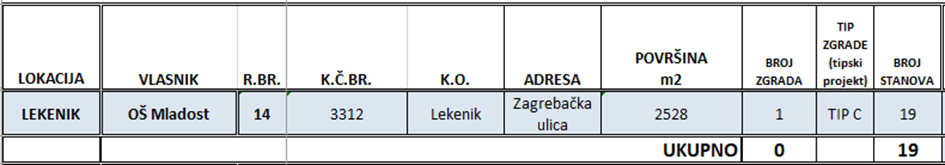 LOKACIJA VLASNIK R.BR. K.Č.BR. K.O. ADRESA POVRŠINA m2 BROJ ZGRADA TIP ZGRADE (tipski projekt) BROJ STANOVA
LEKENIK OŠ Mladost 14 3312 Lekenik Zagrebačka ulica 2528 1 TIP C 19
UKUPNO 0 19